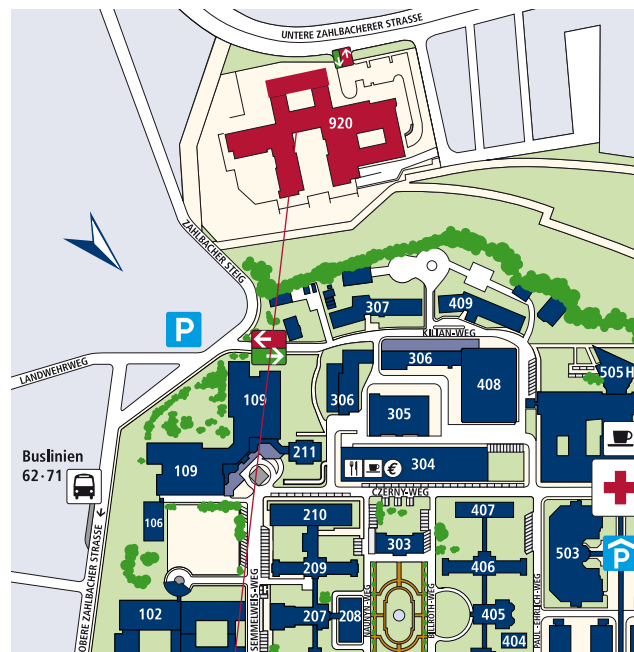 UNTERE ZAHLBACHERER STRASSE
920
ZAHLBACHER STEIG
P
307
409
KILIAN-WEG
LANDWEHRWEG
306
408
505 H
109
306
305
Buslinien
62·71
109
211
304
€
CZERNY-WEG
106
210
407
303
503
P
OBERE ZAHLBACHER STRASSE
209
406
SEMMELWEIS-WEG
NAUNYN-WEG
BILLROTH-WEG
PAUL-EHRLICH-WEG
102
207
208
405
404